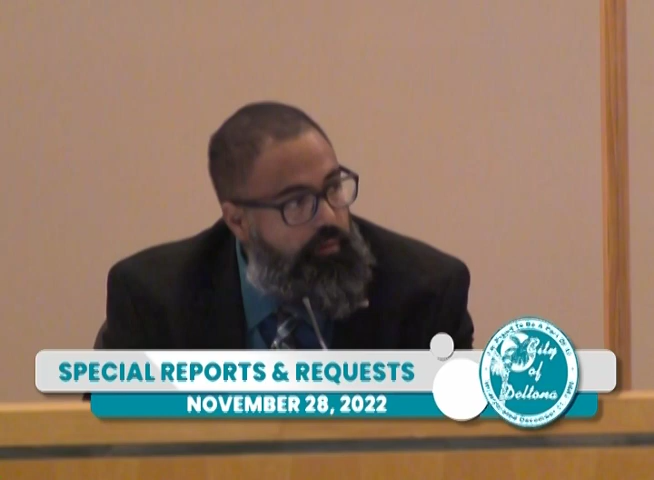 SPECIAL REPORTS & REQUESTS
NOVEMBER 28, 2022
City
of
Deltona